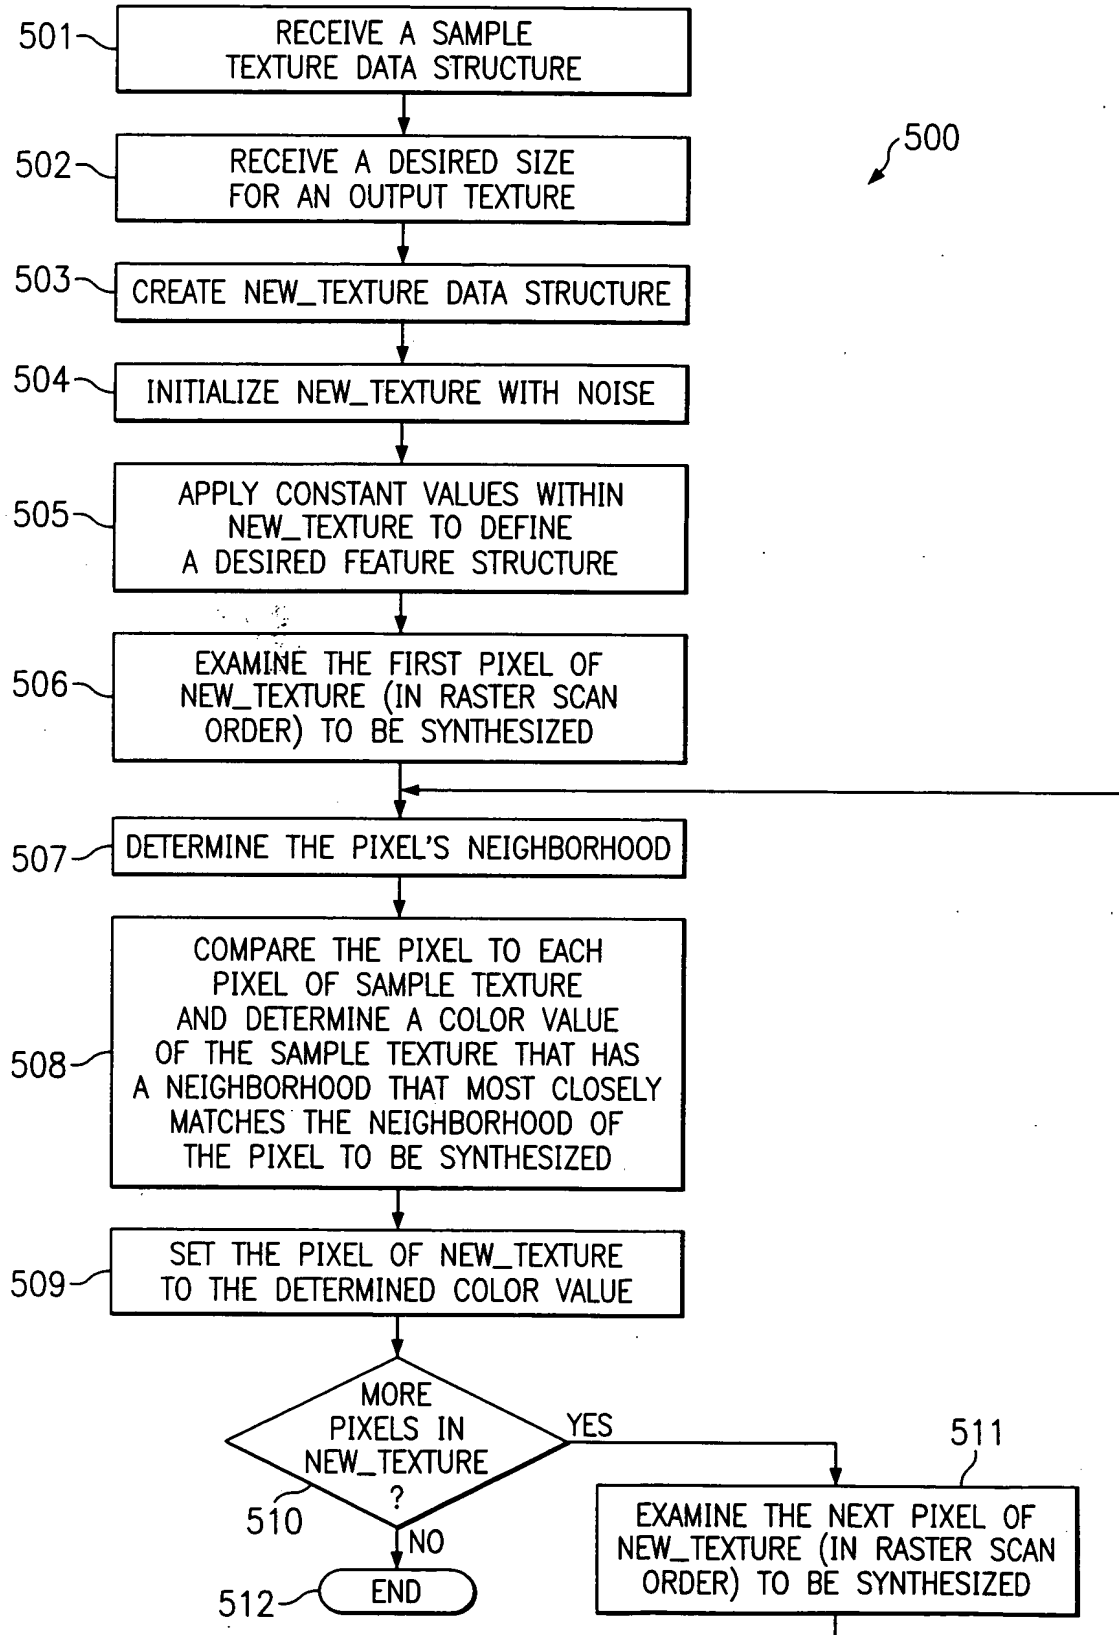 501
RECEIVE A SAMPLE
TEXTURE DATA STRUCTURE
500
502
RECEIVE A DESIRED SIZE
FOR AN OUTPUT TEXTURE
503
CREATE NEW_TEXTURE DATA STRUCTURE
504
INITIALIZE NEW_TEXTURE WITH NOISE
505
APPLY CONSTANT VALUES WITHIN
NEW_TEXTURE TO DEFINE
A DESIRED FEATURE STRUCTURE
506
EXAMINE THE FIRST PIXEL OF
NEW_TEXTURE (IN RASTER SCAN
ORDER) TO BE SYNTHESIZED
507
DETERMINE THE PIXEL'S NEIGHBORHOOD
508
COMPARE THE PIXEL TO EACH
PIXEL OF SAMPLE TEXTURE
AND DETERMINE A COLOR VALUE
OF THE SAMPLE TEXTURE THAT HAS
A NEIGHBORHOOD THAT MOST CLOSELY
MATCHES THE NEIGHBORHOOD OF
THE PIXEL TO BE SYNTHESIZED
509
SET THE PIXEL OF NEW_TEXTURE
TO THE DETERMINED COLOR VALUE
MORE
PIXELS IN
NEW_TEXTURE
?
510
YES
NO
511
EXAMINE THE NEXT PIXEL OF
NEW_TEXTURE (IN RASTER SCAN
ORDER) TO BE SYNTHESIZED
512
END